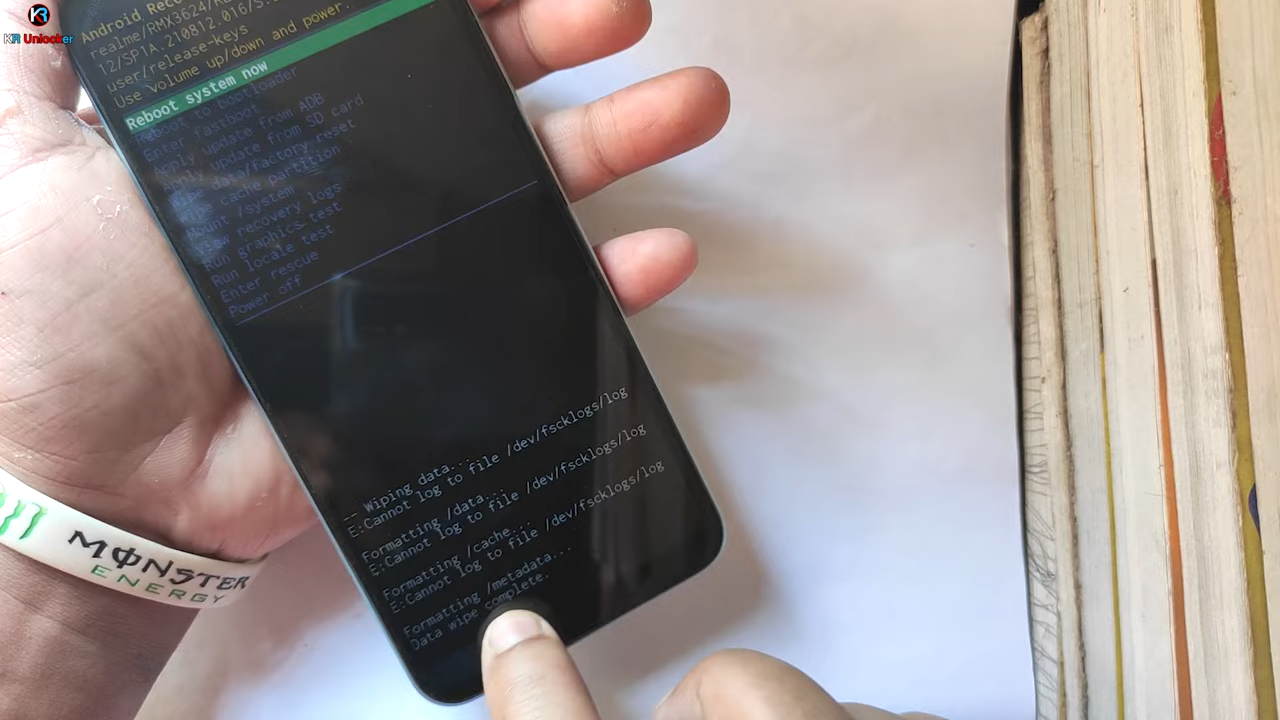 KR
KR Unlocker
Android Reco
realme/RMX3624/R
12/SP1A.210812.016/S.
user/release-keys
Use volume up/down and power.
Reboot system now
Reboot to bootloader
Enter fastboot
Apply update from ADB
Apply update from SD card
Wipe data/factory reset
Wipe cache partition
Mount /system
View recovery logs
Run graphics test
Run locale test
Enter rescue
Power off
-- Wiping data...
E:Cannot log to file /dev/fscklogs/log
Formatting /data...
E:Cannot log to file /dev/fscklogs/log
Formatting /cache...
E:Cannot log to file /dev/fscklogs/log
Formatting /metadata...
Data wipe complete.
MONSTER
ENERGY